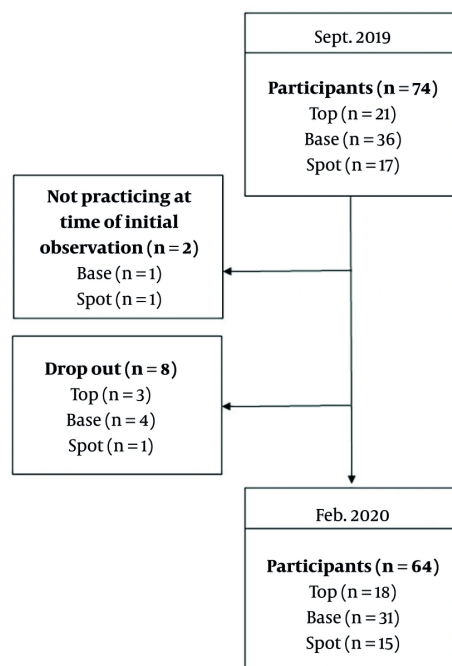 Sept. 2019
Participants (n = 74)
Top (n = 21)
Base (n = 36)
Spot (n = 17)
Not practicing at
time of initial
observation (n = 2)
Base (n = 1)
Spot (n = 1)
Drop out (n = 8)
Top (n = 3)
Base (n = 4)
Spot (n = 1)
Feb. 2020
Participants (n = 64)
Top (n = 18)
Base (n = 31)
Spot (n = 15)